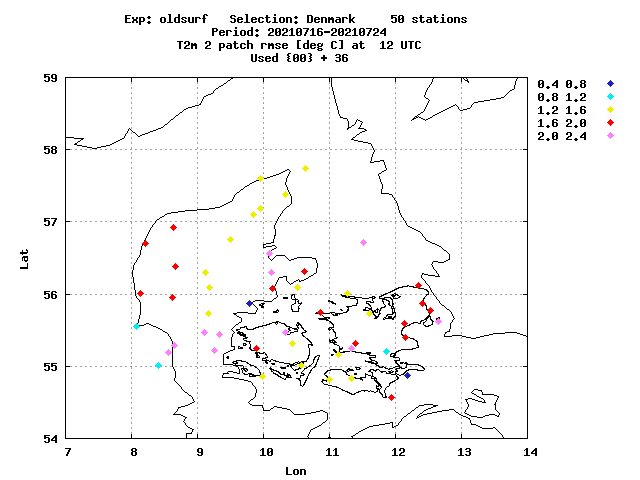 Exp: oldsurf   Selection: Denmark     50 stations
Period: 20210716-20210724
T2m 2 patch rmse [deg C] at  12 UTC
Used {00} + 36
0.4 0.8
0.8 1.2
1.2 1.6
1.6 2.0
2.0 2.4
59
58
57
56
55
54
Lat
7 8 9 10 11 12 13 14
Lon